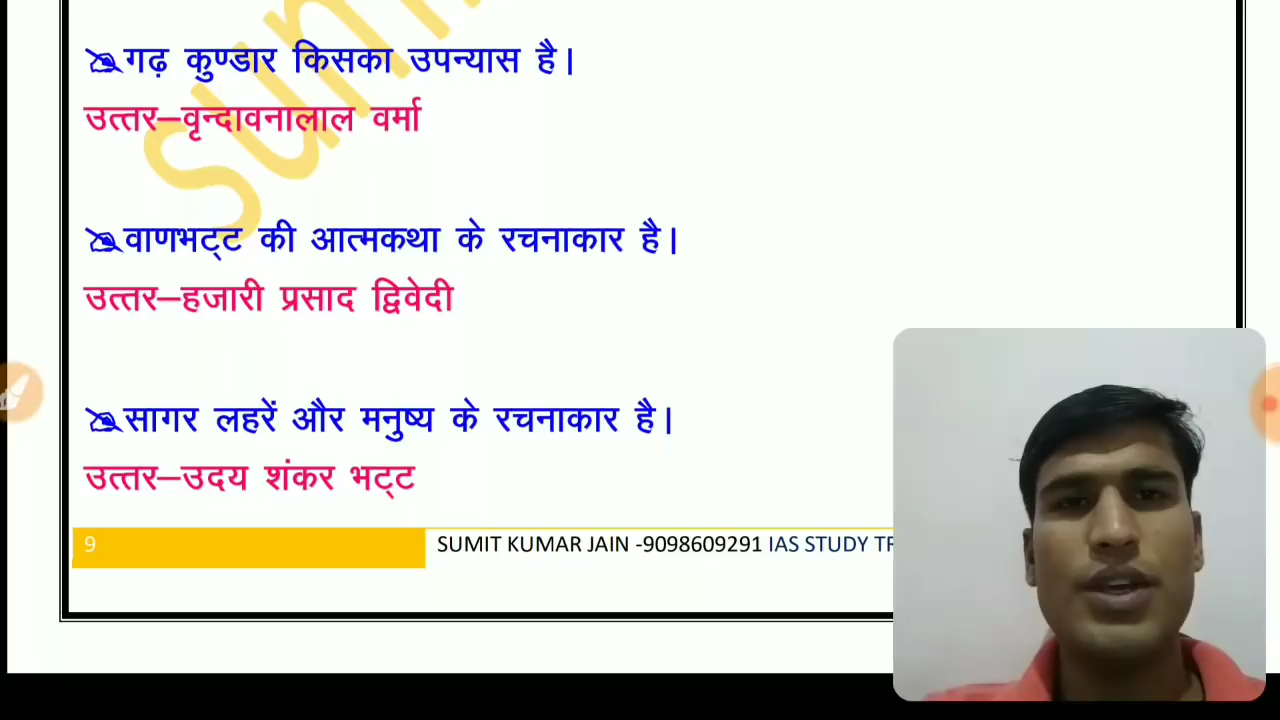 गढ़ कुण्डार किसका उपन्यास है।
उत्तर–वृन्दावनालाल वर्मा
वाणभट्ट की आत्मकथा के रचनाकार है।
उत्तर–हजारी प्रसाद द्विवेदी
सागर लहरें और मनुष्य के रचनाकार है।
उत्तर–उदय शंकर भट्ट
9
SUMIT KUMAR JAIN -9098609291 IAS STUDY